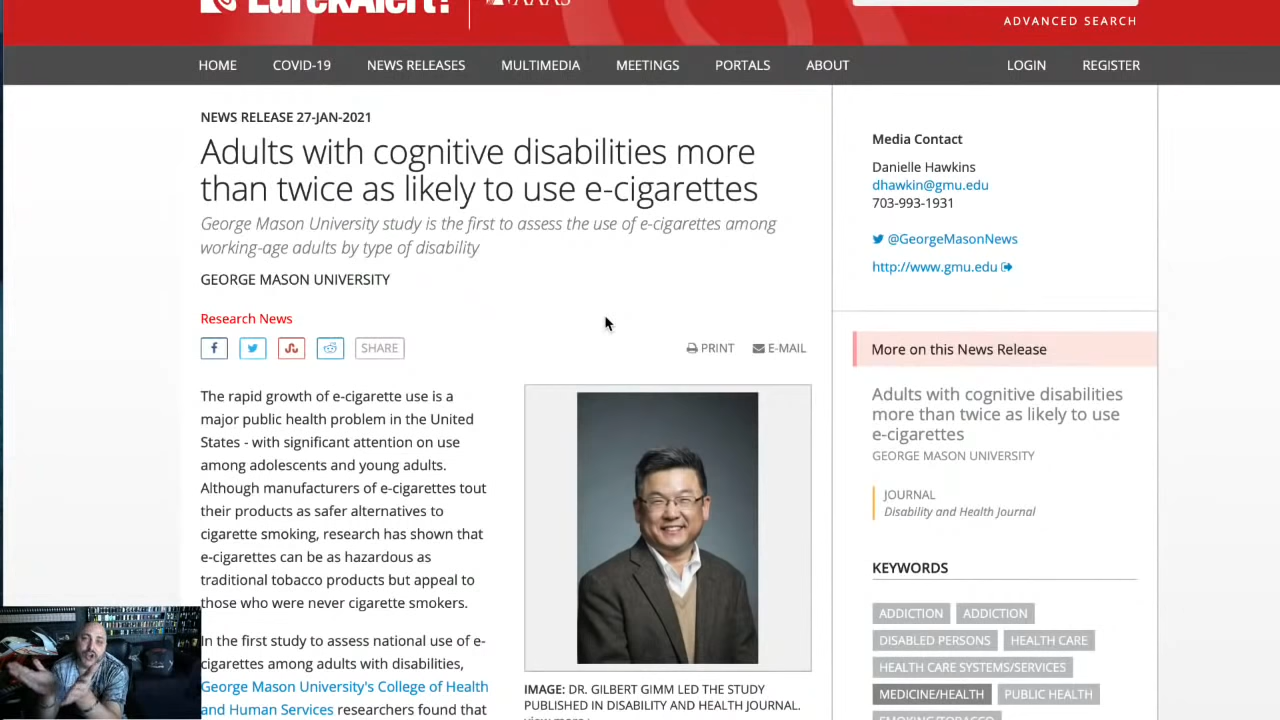 EurekAlert!
AAAS
ADVANCED SEARCH
HOME
COVID-19
NEWS RELEASES
MULTIMEDIA
MEETINGS
PORTALS
ABOUT
LOGIN
REGISTER
NEWS RELEASE 27-JAN-2021
Adults with cognitive disabilities more
than twice as likely to use e-cigarettes
George Mason University study is the first to assess the use of e-cigarettes among
working-age adults by type of disability
GEORGE MASON UNIVERSITY
Research News
SHARE
PRINT
E-MAIL
The rapid growth of e-cigarette use is a
major public health problem in the United
States - with significant attention on use
among adolescents and young adults.
Although manufacturers of e-cigarettes tout
their products as safer alternatives to
cigarette smoking, research has shown that
e-cigarettes can be as hazardous as
traditional tobacco products but appeal to
those who were never cigarette smokers.
In the first study to assess national use of e-
cigarettes among adults with disabilities,
George Mason University's College of Health
and Human Services researchers found that
IMAGE: DR. GILBERT GIMM LED THE STUDY
PUBLISHED IN DISABILITY AND HEALTH JOURNAL.
Media Contact
Danielle Hawkins
dhawkin@gmu.edu
703-993-1931
@GeorgeMasonNews
http://www.gmu.edu
More on this News Release
Adults with cognitive disabilities
more than twice as likely to use
e-cigarettes
GEORGE MASON UNIVERSITY
JOURNAL
Disability and Health Journal
KEYWORDS
ADDICTION
ADDICTION
DISABLED PERSONS
HEALTH CARE
HEALTH CARE SYSTEMS/SERVICES
MEDICINE/HEALTH
PUBLIC HEALTH
SMOKING/TOBACCO